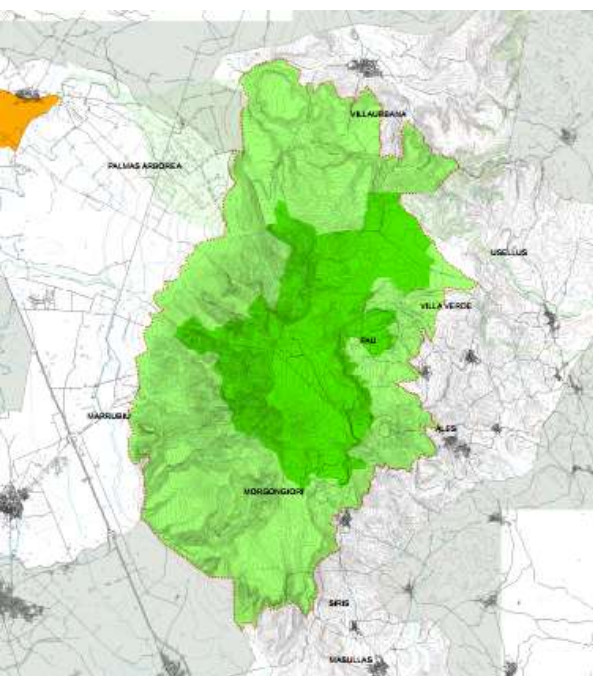 VILLAURBANA
PALMAS ARBOREA
USELLUS
VILLA VERDE
PAU
MARRUBIU
ALES
MORGONGIORI
SIRIS
MASULLAS